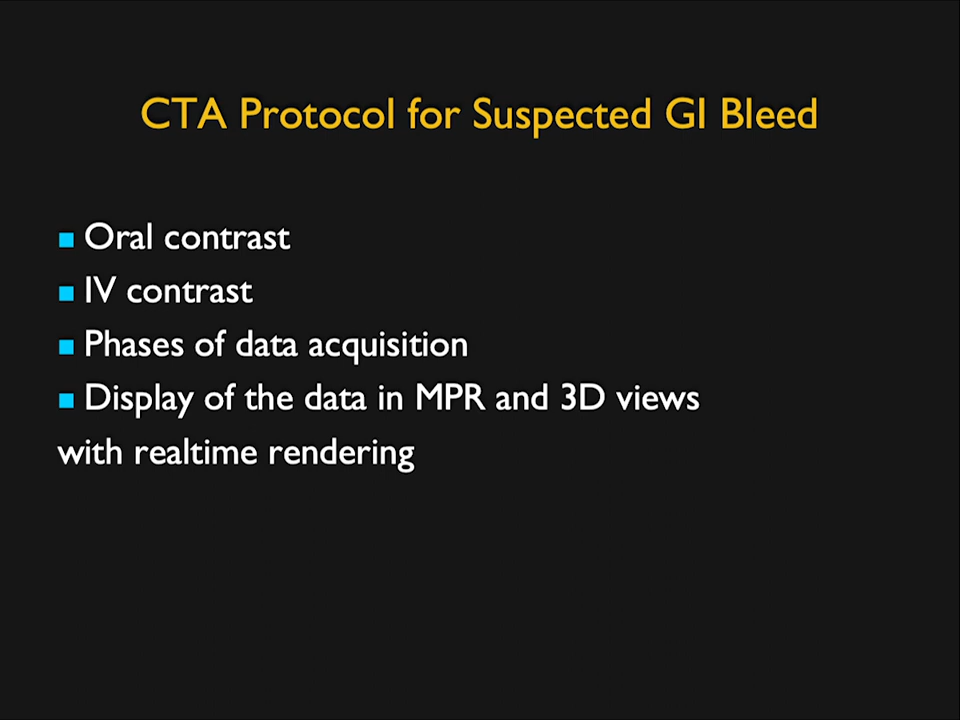 CTA Protocol for Suspected GI Bleed
Oral contrast
IV contrast
Phases of data acquisition
Display of the data in MPR and 3D views
with realtime rendering